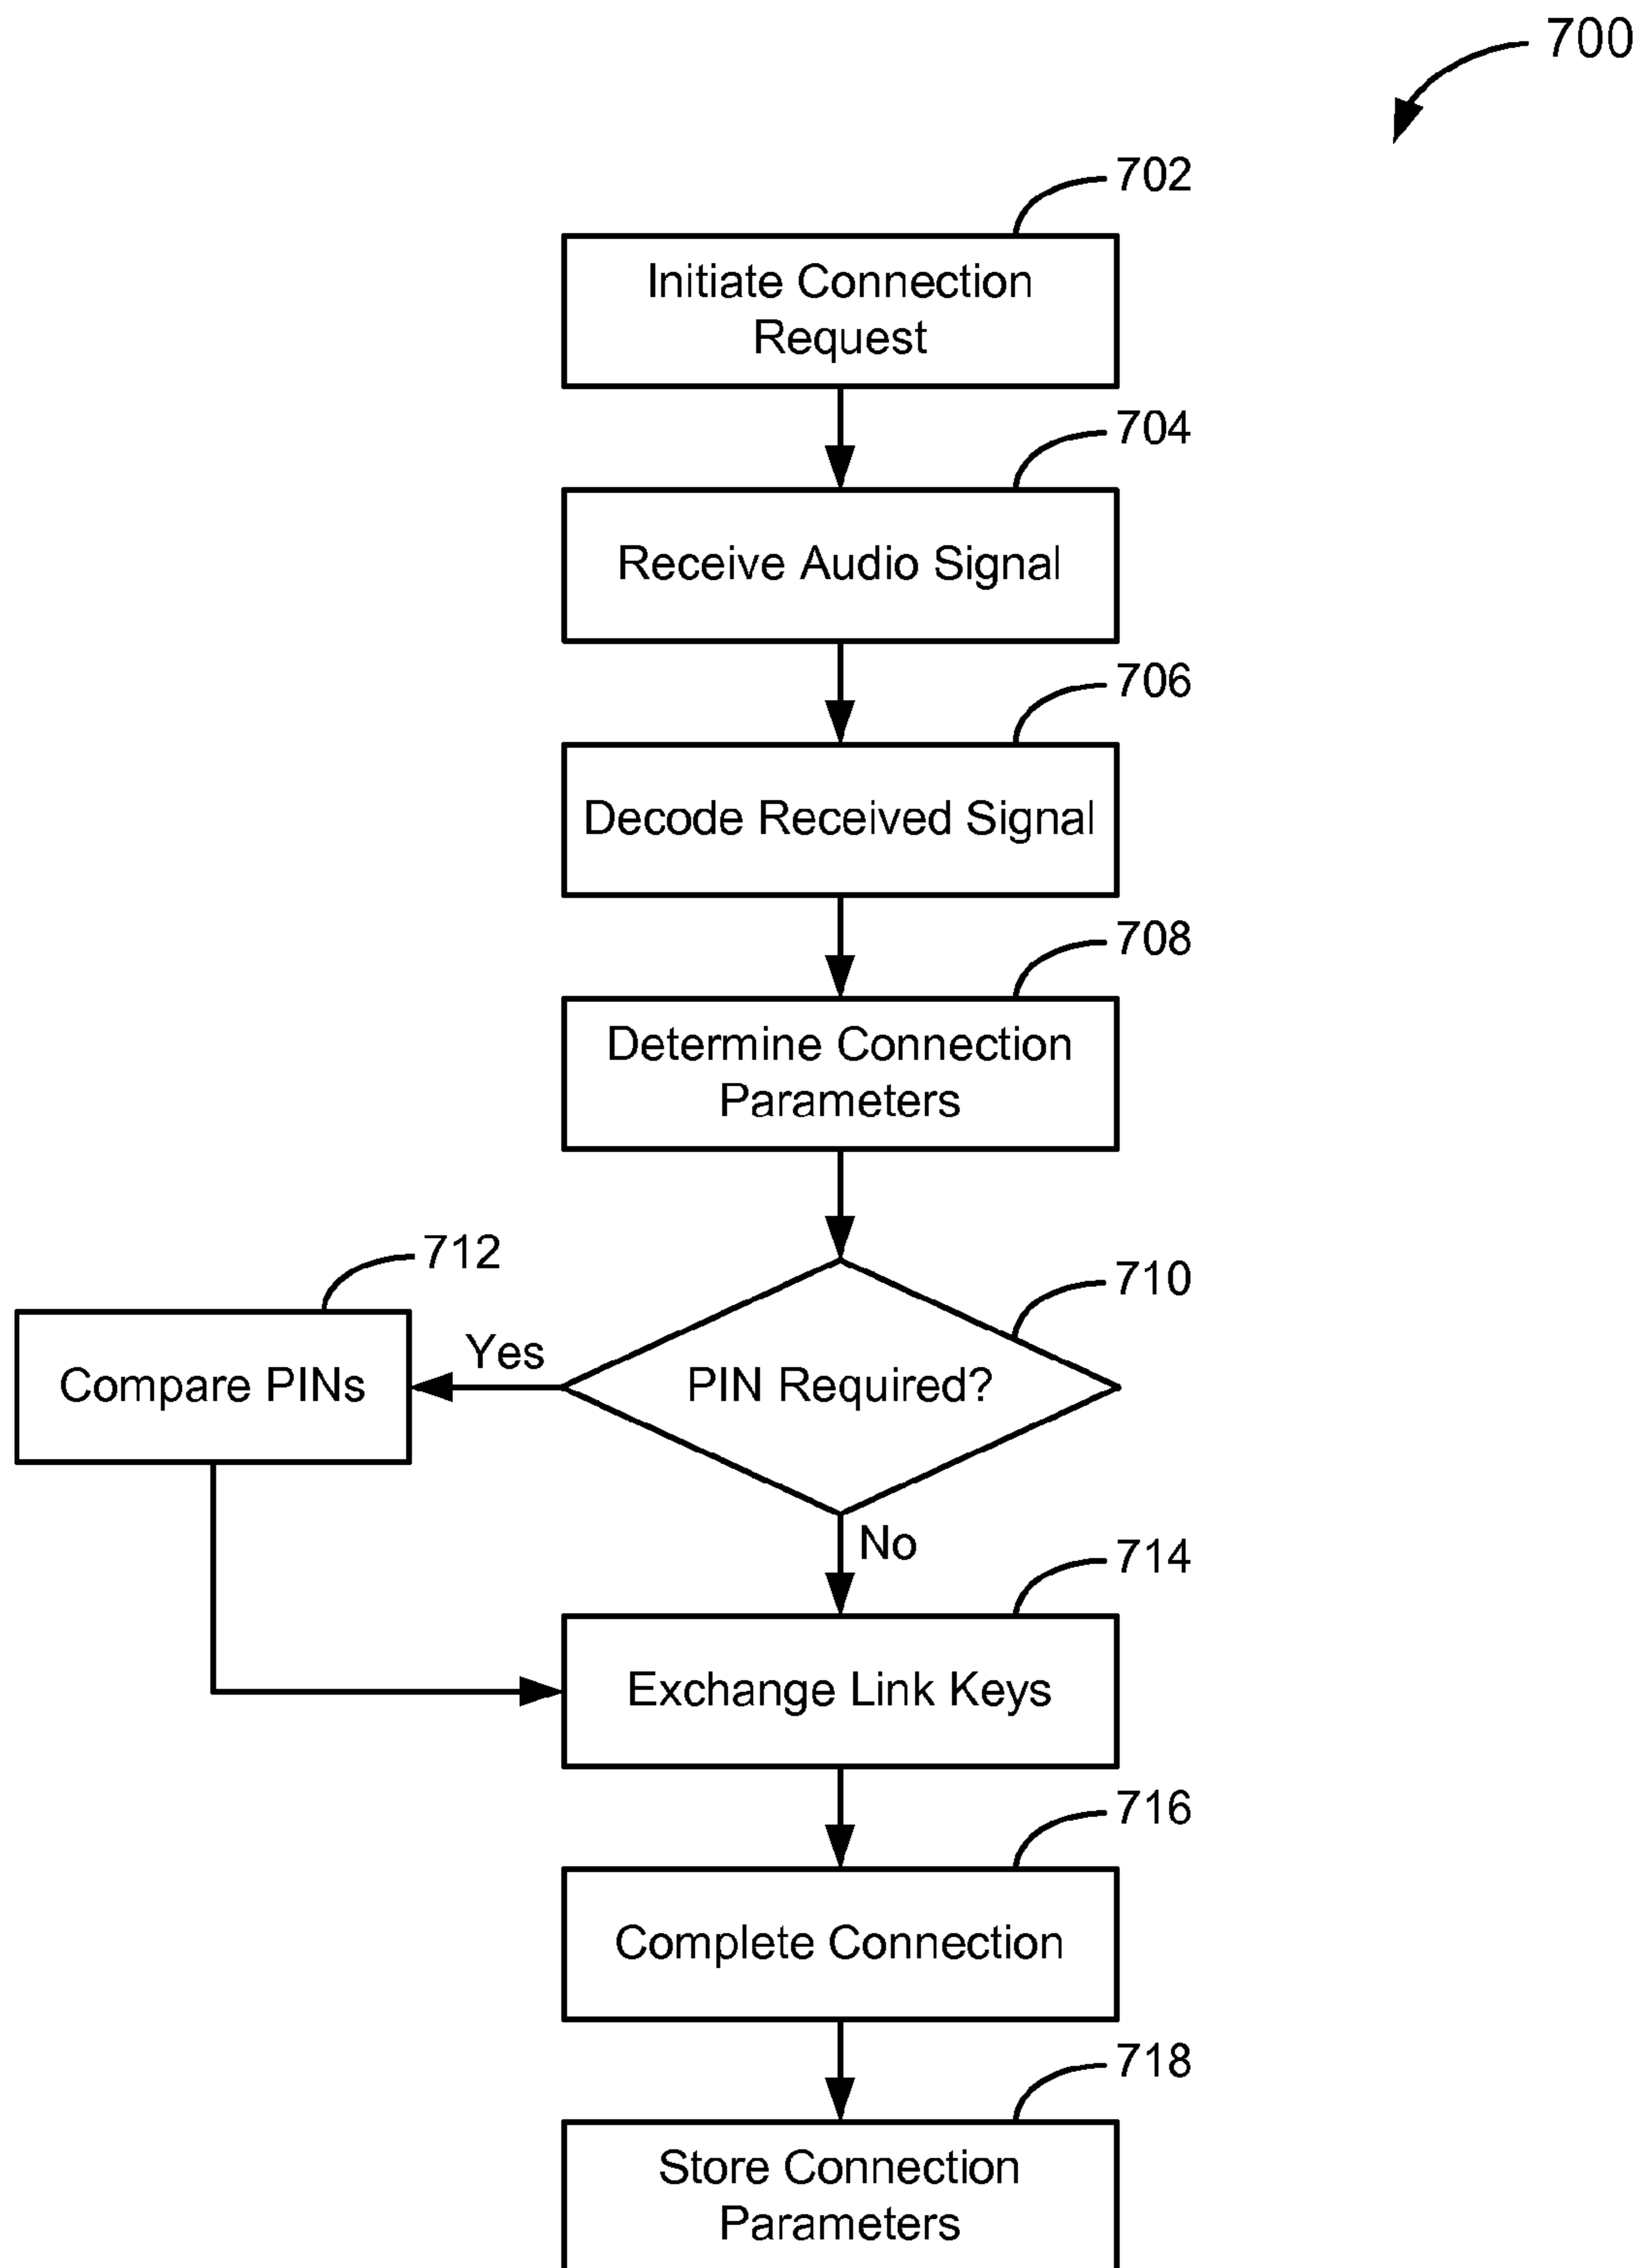 700
702
Initiate Connection
Request
704
Receive Audio Signal
706
Decode Received Signal
708
Determine Connection
Parameters
710
PIN Required?
712
Yes
Compare PINs
No
714
Exchange Link Keys
716
Complete Connection
718
Store Connection
Parameters